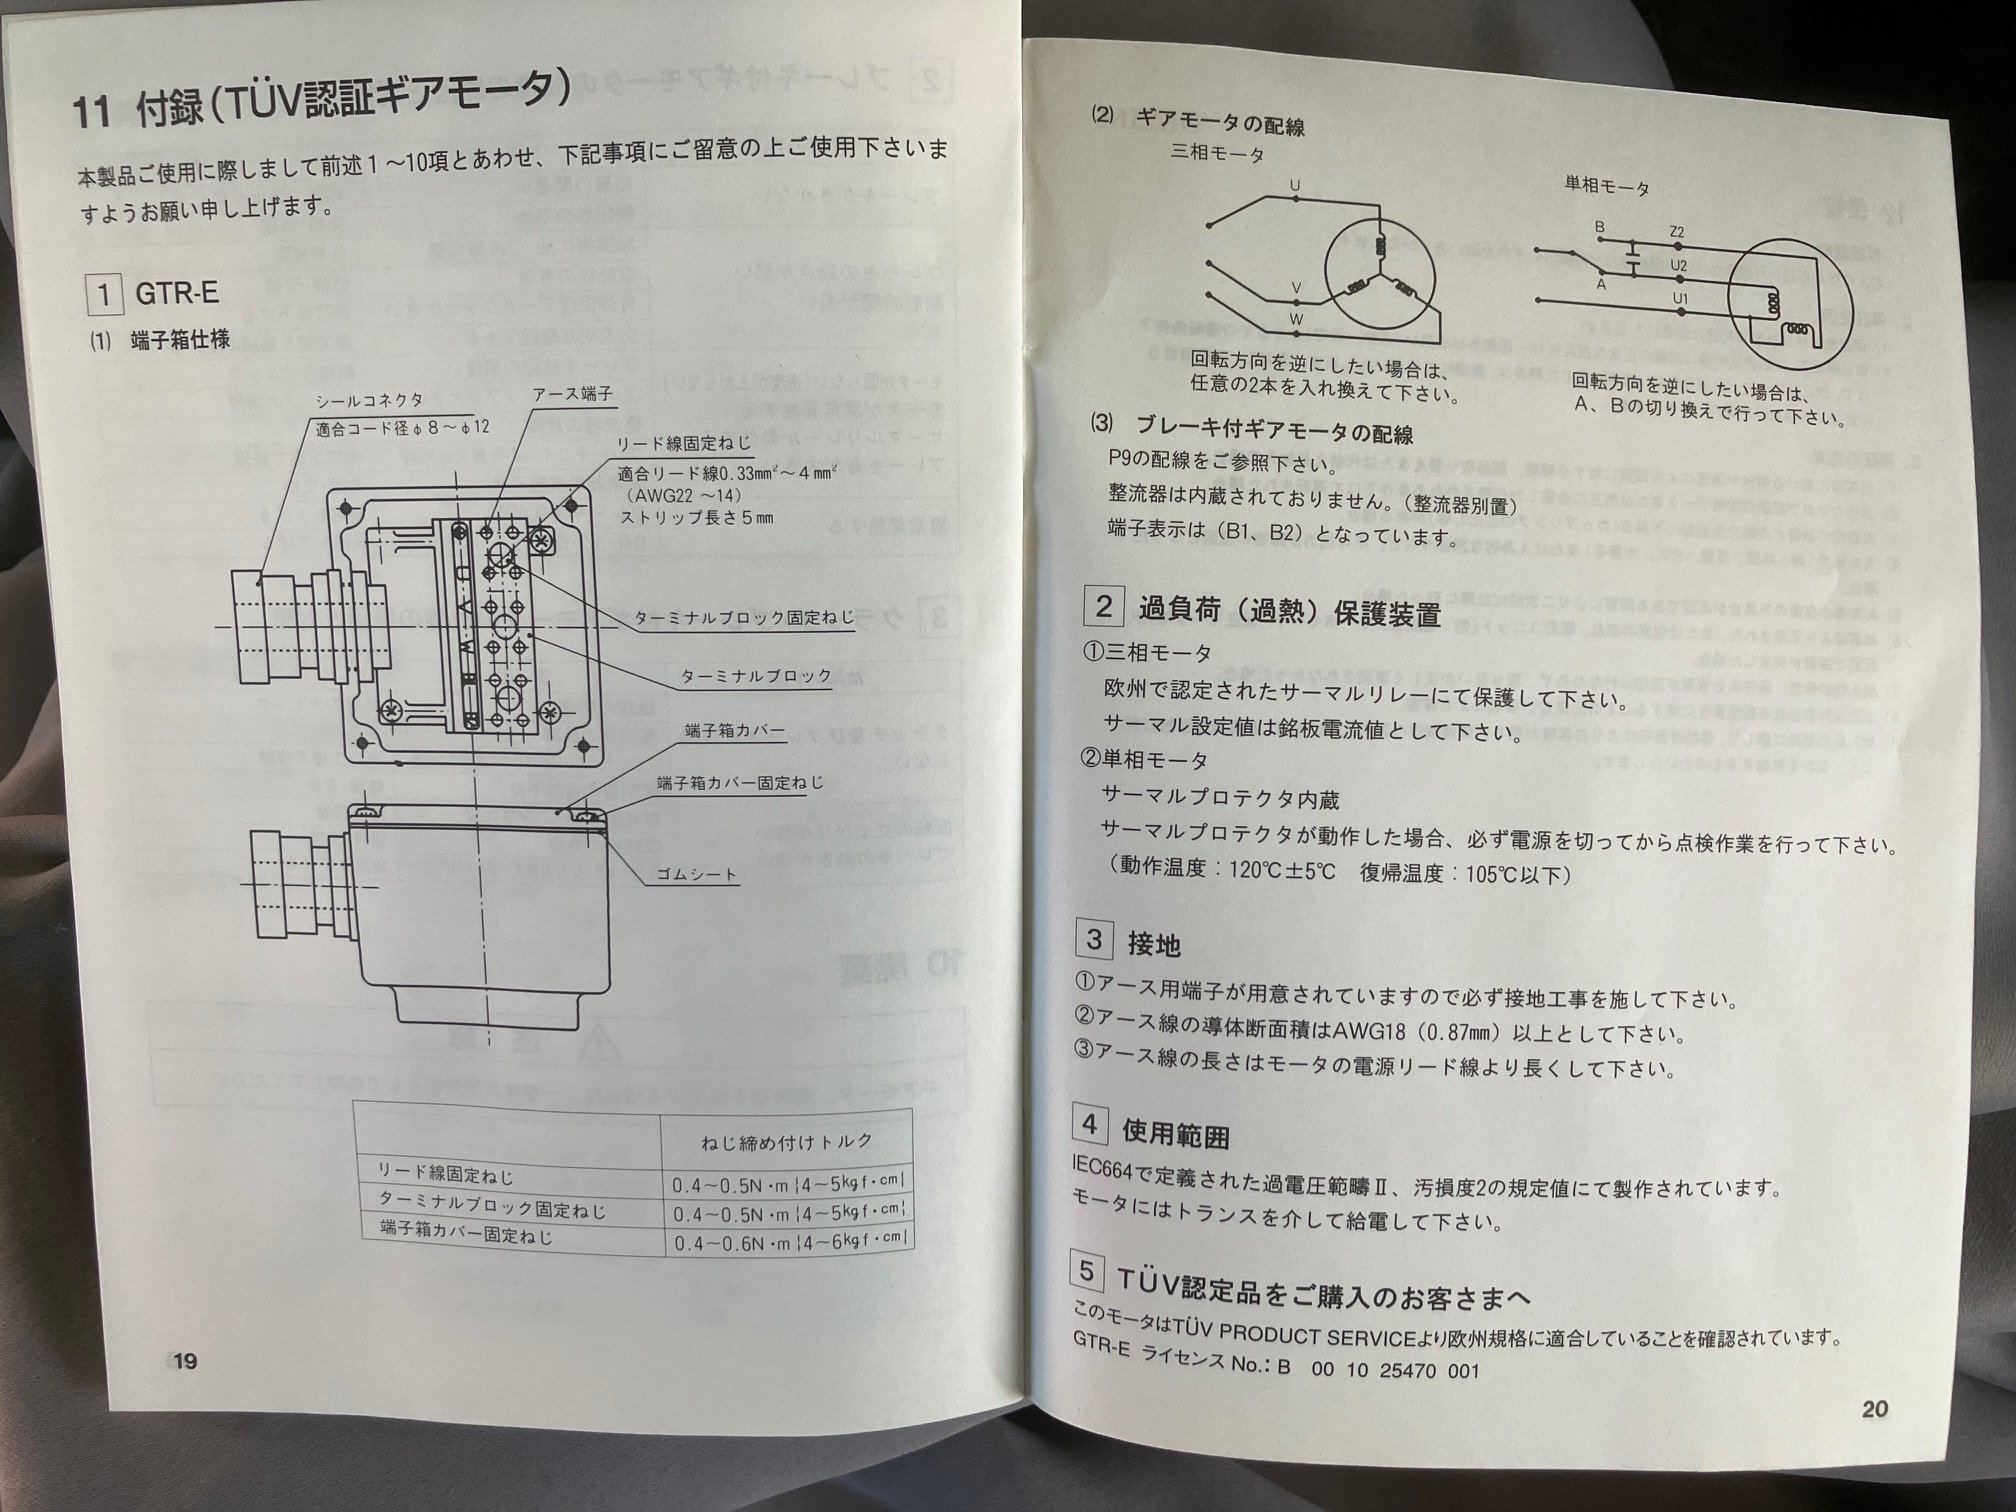 11 付録(TÜV認証ギアモータ)
本製品ご使用に際しまして前述1～10項とあわせ、下記事項にご留意の上ご使用下さいま
すようお願い申し上げます。
1 GTR-E
(1) 端子箱仕様
シールコネクタ
適合コード径φ8～φ12
アース端子
リード線固定ねじ
適合リード線0.33mm²～4mm²
(AWG22～14)
ストリップ長さ5mm
U
V
W
B1
B2
ターミナルブロック固定ねじ
ターミナルブロック
端子箱カバー
端子箱カバー固定ねじ
ゴムシート
ねじ締め付けトルク
リード線固定ねじ 0.4～0.5N・m{4～5kgf・cm}
ターミナルブロック固定ねじ 0.4～0.5N・m{4～5kgf・cm}
端子箱カバー固定ねじ 0.4～0.6N・m{4～6kgf・cm}
19
(2) ギアモータの配線
三相モータ
U
V
W
回転方向を逆にしたい場合は、
任意の2本を入れ換えて下さい。
単相モータ
B
Z2
U2
A
U1
回転方向を逆にしたい場合は、
A、Bの切り換えで行って下さい。
(3) ブレーキ付ギアモータの配線
P9の配線をご参照下さい。
整流器は内蔵されておりません。(整流器別置)
端子表示は(B1、B2)となっています。
2 過負荷(過熱)保護装置
①三相モータ
欧州で認定されたサーマルリレーにて保護して下さい。
サーマル設定値は銘板電流値として下さい。
②単相モータ
サーマルプロテクタ内蔵
サーマルプロテクタが動作した場合、必ず電源を切ってから点検作業を行って下さい。
(動作温度:120℃±5℃ 復帰温度:105℃以下)
3 接地
①アース用端子が用意されていますので必ず接地工事を施して下さい。
②アース線の導体断面積はAWG18(0.87mm)以上として下さい。
③アース線の長さはモータの電源リード線より長くして下さい。
4 使用範囲
IEC664で定義された過電圧範疇Ⅱ、汚損度2の規定値にて製作されています。
モータにはトランスを介して給電して下さい。
5 TÜV認定品をご購入のお客さまへ
このモータはTÜV PRODUCT SERVICEより欧州規格に適合していることを確認されています。
GTR-E ライセンスNo.:B 00 10 25470 001
20